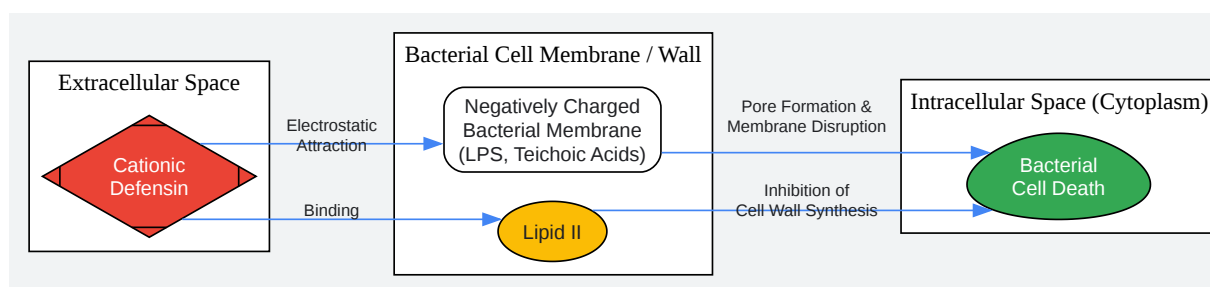 Extracellular Space
Cationic
Defensin
Electrostatic
Attraction
Binding
Bacterial Cell Membrane / Wall
Negatively Charged
Bacterial Membrane
(LPS, Teichoic Acids)
Lipid II
Pore Formation &
Membrane Disruption
Inhibition of
Cell Wall Synthesis
Intracellular Space (Cytoplasm)
Bacterial
Cell Death